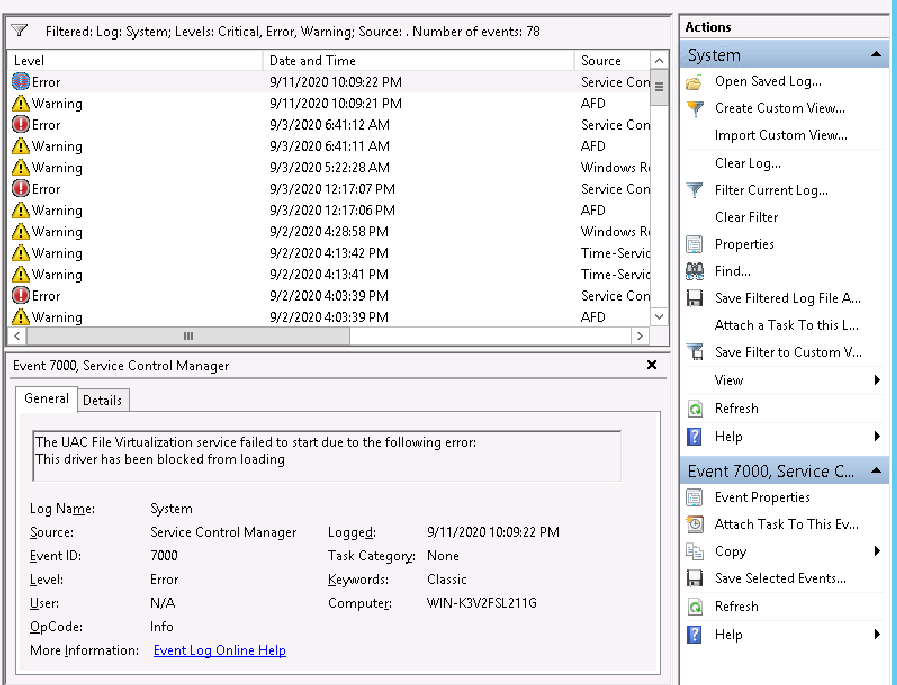 Filtered: Log: System; Levels: Critical, Error, Warning; Source: . Number of events: 78
Level Date and Time Source
Error 9/11/2020 10:09:22 PM Service Con
Warning 9/11/2020 10:09:21 PM AFD
Error 9/3/2020 6:41:12 AM Service Con
Warning 9/3/2020 6:41:11 AM AFD
Warning 9/3/2020 5:22:28 AM Windows Re
Error 9/3/2020 12:17:07 PM Service Con
Warning 9/3/2020 12:17:06 PM AFD
Warning 9/2/2020 4:28:58 PM Windows Re
Warning 9/2/2020 4:13:42 PM Time-Servic
Warning 9/2/2020 4:13:41 PM Time-Servic
Error 9/2/2020 4:03:39 PM Service Con
Warning 9/2/2020 4:03:39 PM AFD
Event 7000, Service Control Manager
General Details
The UAC File Virtualization service failed to start due to the following error:
This driver has been blocked from loading
Log Name: System
Source: Service Control Manager Logged: 9/11/2020 10:09:22 PM
Event ID: 7000 Task Category: None
Level: Error Keywords: Classic
User: N/A Computer: WIN-K3V2FSL211G
OpCode: Info
More Information: Event Log Online Help
Actions
System
Open Saved Log...
Create Custom View...
Import Custom View...
Clear Log...
Filter Current Log...
Clear Filter
Properties
Find...
Save Filtered Log File A...
Attach a Task To this L...
Save Filter to Custom V...
View
Refresh
Help
Event 7000, Service C...
Event Properties
Attach Task To This Ev...
Copy
Save Selected Events...
Refresh
Help